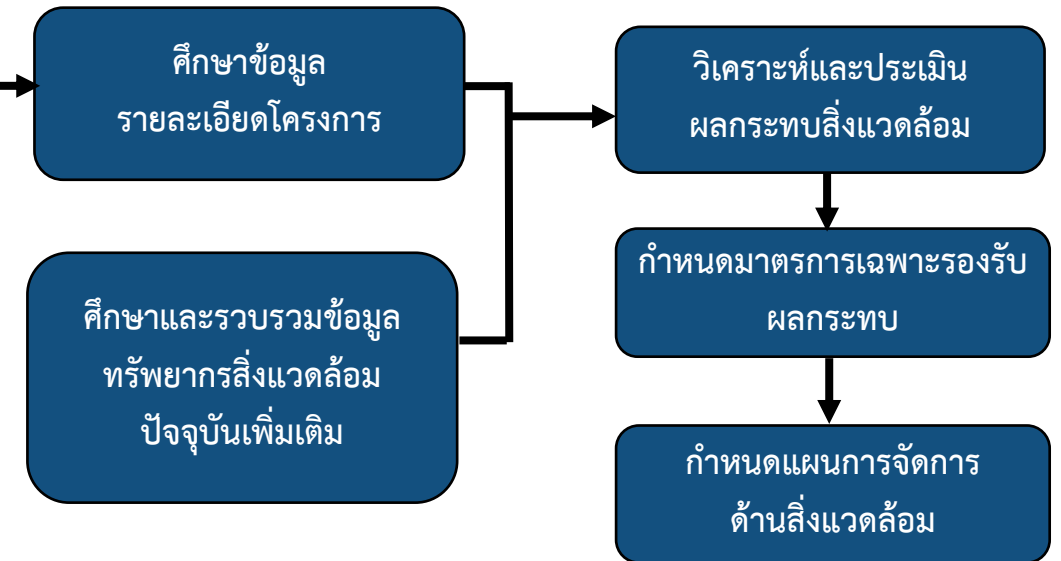 ศึกษาข้อมูล
รายละเอียดโครงการ
ศึกษาและรวบรวมข้อมูล
ทรัพยากรสิ่งแวดล้อม
ปัจจุบันเพิ่มเติม
วิเคราะห์และประเมิน
ผลกระทบสิ่งแวดล้อม
กำหนดมาตรการเฉพาะรองรับ
ผลกระทบ
กำหนดแผนการจัดการ
ด้านสิ่งแวดล้อม